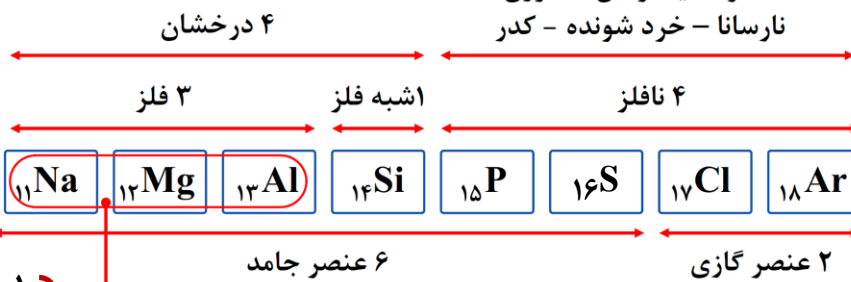 ۴ درخشان
نارسانا – خرد شونده - کدر
۳ فلز
۱شبه فلز
۴ نافلز
۱۱Na ۱۲Mg ۱۳Al ۱۴Si ۱۵P ۱۶S ۱۷Cl ۱۸Ar
۶ عنصر جامد
۲ عنصر گازی